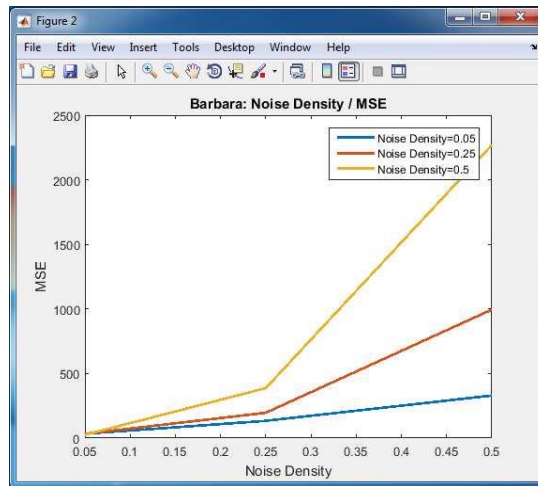 Figure 2
File Edit View Insert Tools Desktop Window Help
Barbara: Noise Density / MSE
2500
2000
1500
1000
500
0
MSE
Noise Density=0.05
Noise Density=0.25
Noise Density=0.5
0.05 0.1 0.15 0.2 0.25 0.3 0.35 0.4 0.45 0.5
Noise Density